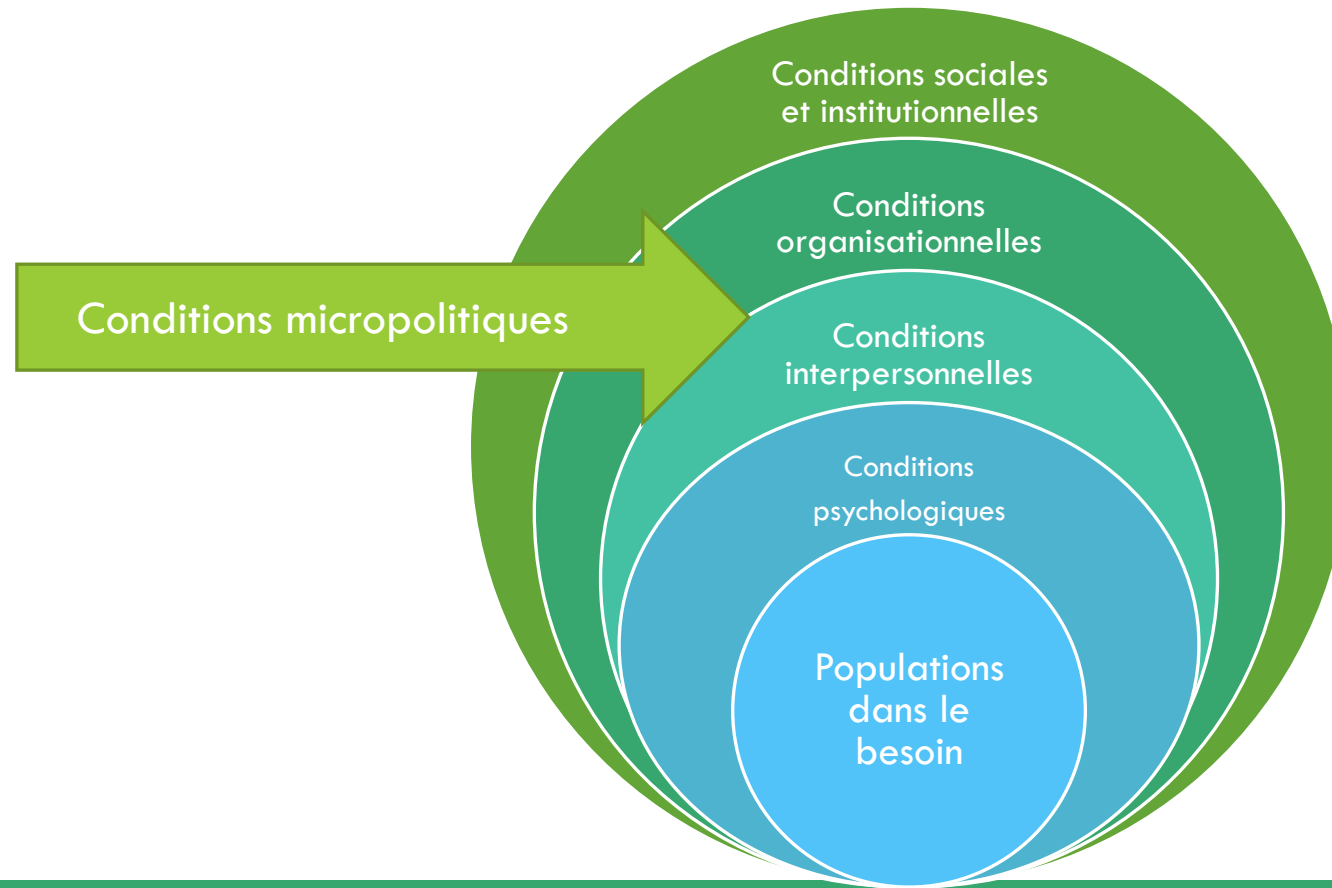 Conditions sociales
et institutionnelles
Conditions
organisationnelles
Conditions micropolitiques
Conditions
interpersonnelles
Conditions
psychologiques
Populations
dans le
besoin